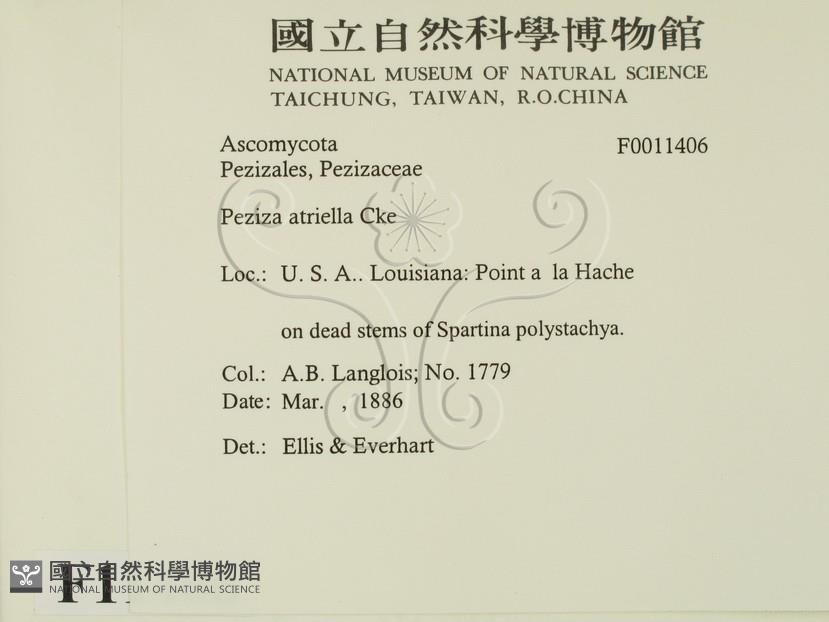 國立自然科學博物館
NATIONAL MUSEUM OF NATURAL SCIENCE
TAICHUNG, TAIWAN, R.O.CHINA
Ascomycota F0011406
Pezizales, Pezizaceae
Peziza atriella Cke
Loc.: U. S. A.. Louisiana: Point a la Hache
on dead stems of Spartina polystachya.
Col.: A.B. Langlois; No. 1779
Date: Mar. , 1886
Det.: Ellis & Everhart
國立自然科學博物館
NATIONAL MUSEUM OF NATURAL SCIENCE